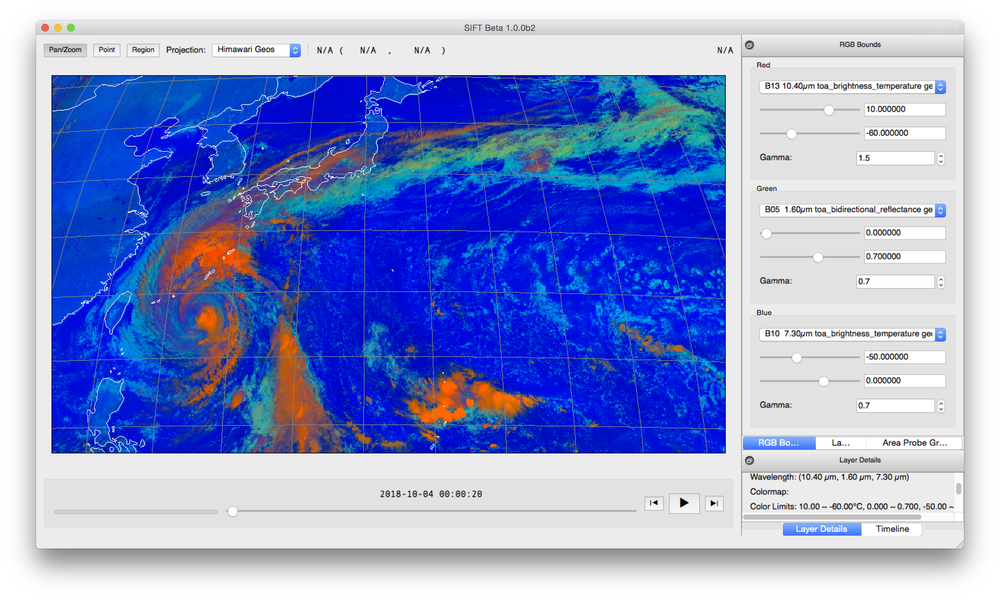 SIFT Beta 1.0.0b2
Pan/Zoom Point Region Projection: Himawari Geos N/A ( N/A , N/A ) N/A
RGB Bounds
Red
B13 10.40µm toa_brightness_temperature ge
10.000000
-60.000000
Gamma: 1.5
Green
B05 1.60µm toa_bidirectional_reflectance ge
0.000000
0.700000
Gamma: 0.7
Blue
B10 7.30µm toa_brightness_temperature geo
-50.000000
0.000000
Gamma: 0.7
RGB Bo... La... Area Probe Gr...
Layer Details
Wavelength: (10.40 µm, 1.60 µm, 7.30 µm)
Colormap:
Color Limits: 10.00 ~ -60.00°C, 0.000 ~ 0.700, -50.00 ~
Layer Details Timeline
2018-10-04 00:00:20